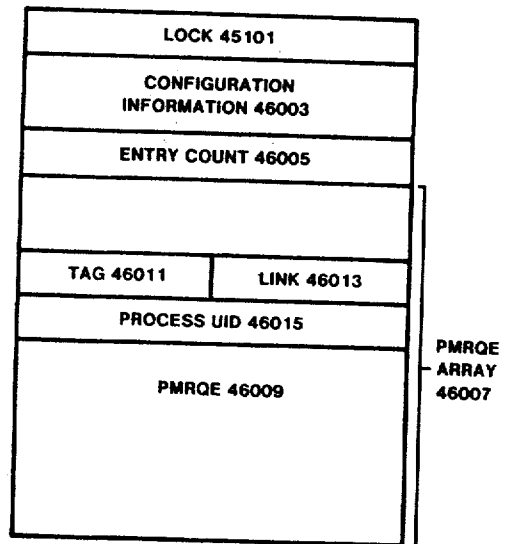 LOCK 45101
CONFIGURATION
INFORMATION 46003
ENTRY COUNT 46005
TAG 46011
LINK 46013
PROCESS UID 46015
PMRQE 46009
PMRQE
ARRAY
46007